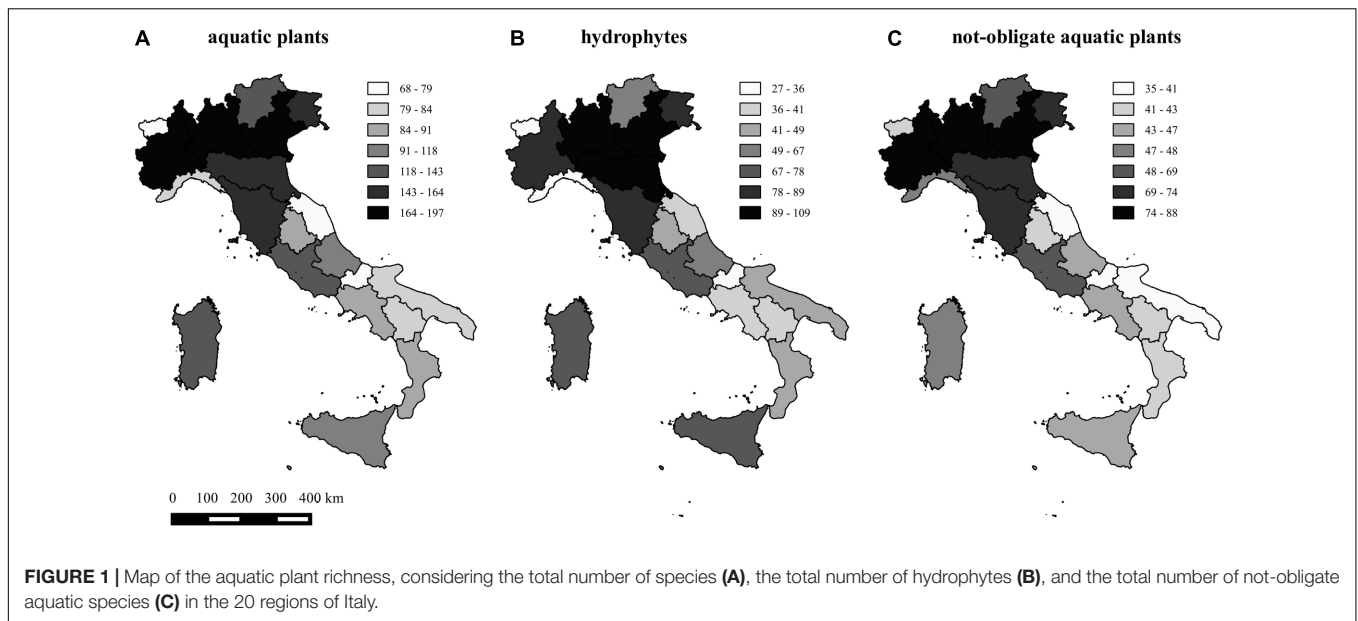 A aquatic plants
B hydrophytes
C not-obligate aquatic plants
68 - 79
79 - 84
84 - 91
91 - 118
118 - 143
143 - 164
164 - 197
27 - 36
36 - 41
41 - 49
49 - 67
67 - 78
78 - 89
89 - 109
35 - 41
41 - 43
43 - 47
47 - 48
48 - 69
69 - 74
74 - 88
0 100 200 300 400 km
FIGURE 1 | Map of the aquatic plant richness, considering the total number of species (A), the total number of hydrophytes (B), and the total number of not-obligate
aquatic species (C) in the 20 regions of Italy.